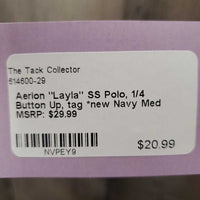 The Tack Collector
614600-29
Aerion "Layla" SS Polo, 1/4
Button Up, tag *new Navy Med
MSRP: $29.99
NVPEY9
$20.99